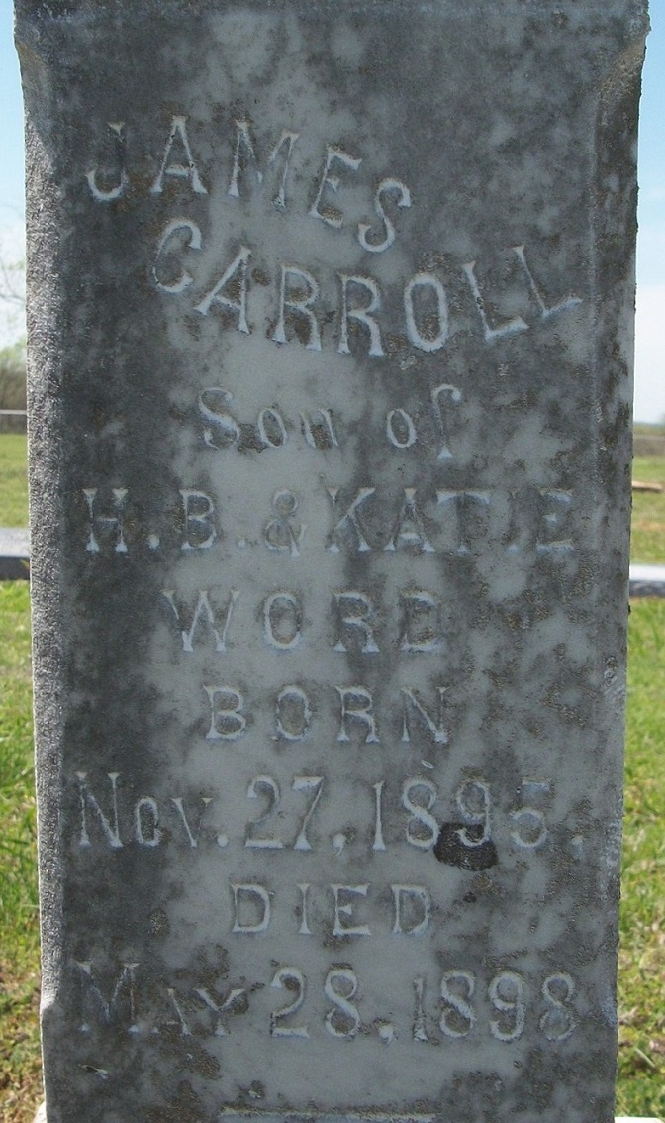 JAMES
CARROLL
Son of
H.B. & KATIE
WORD
BORN
NOV. 27, 1895.
DIED
MAY 28, 1898